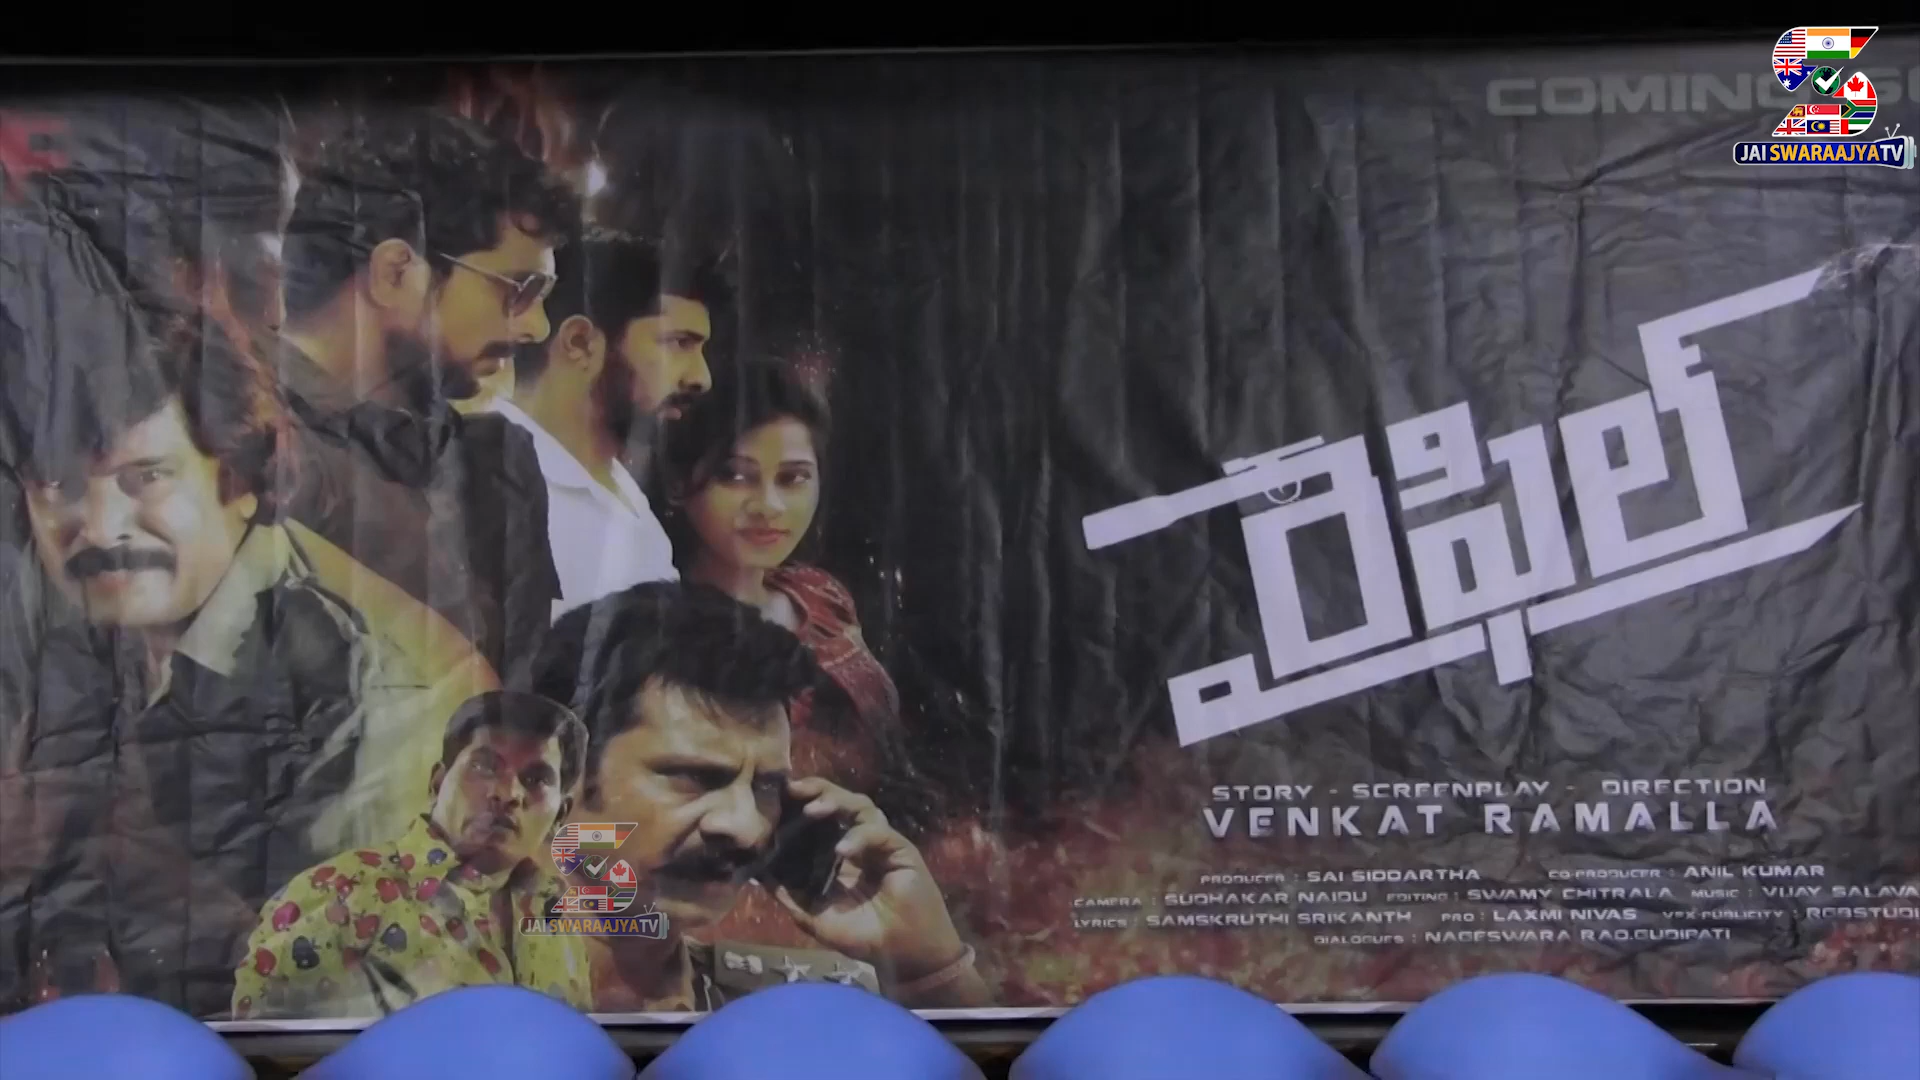 COMING
JAI SWARAAJYA TV
రైఫిల్
STORY - SCREENPLAY - DIRECTION
VENKAT RAMALLA
PRODUCER : SAI SIDDARTHA CO-PRODUCER : ANIL KUMAR
CAMERA : SUDHAKAR NAIDU EDITING : SWAMY CHITRALA MUSIC : VIJAY SALAVA
LYRICS : SAMSKRUTHI SRIKANTH PRO : LAXMI NIVAS VFX PUBLICITY : RGBSTUDI
DIALOGUES : NAGESWARA RAO.GUDIPATI
JAI SWARAAJYA TV